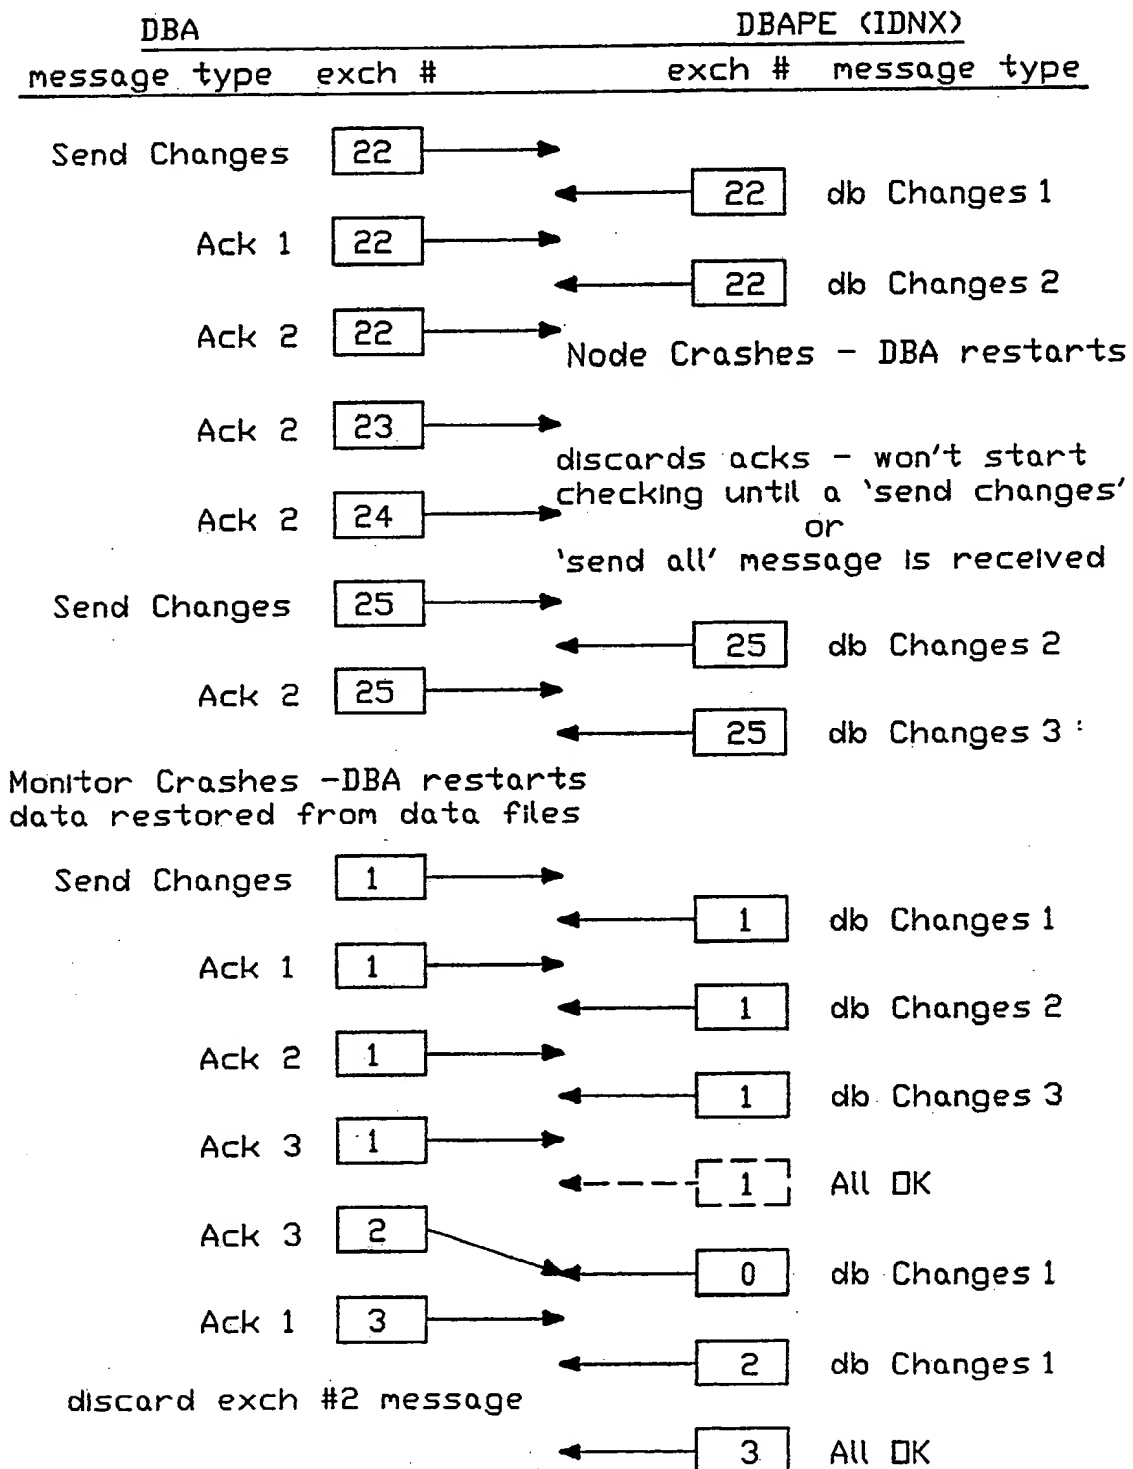 DBA DBAPE (IDNX)
message type exch # exch # message type
Send Changes 22
22 db Changes 1
Ack 1 22
22 db Changes 2
Ack 2 22
Node Crashes - DBA restarts
Ack 2 23
discards acks - won't start
checking until a 'send changes'
Ack 2 24
or
'send all' message is received
Send Changes 25
25 db Changes 2
Ack 2 25
25 db Changes 3
Monitor Crashes -DBA restarts
data restored from data files
Send Changes 1
1 db Changes 1
Ack 1 1
1 db Changes 2
Ack 2 1
1 db Changes 3
Ack 3 1
1 All OK
Ack 3 2
0 db Changes 1
Ack 1 3
2 db Changes 1
discard exch #2 message
3 All OK